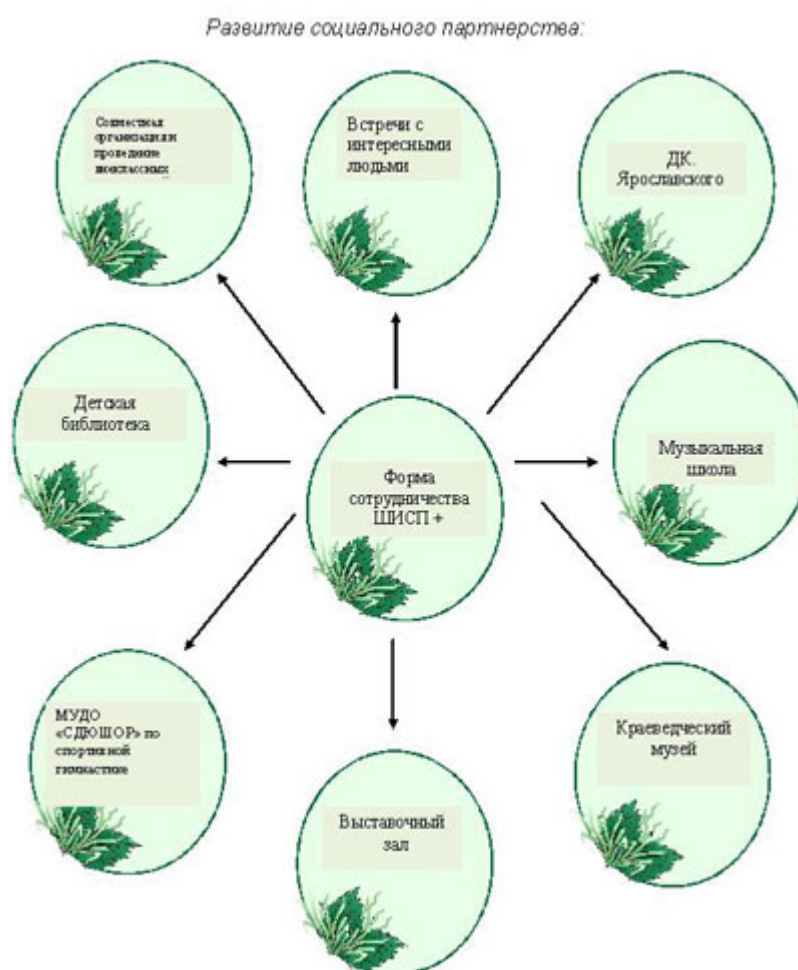 Развитие социального партнерства:
Совместная
организация и
проведение
внеклассных
Встречи с
интересными
людьми
ДК.
Ярославского
Детская
библиотека
Форма
сотрудничества
ШИСП +
Музыкальная
школа
МУДО
«СДЮШОР» по
спортивной
гимнастике
Краеведческий
музей
Выставочный
зал